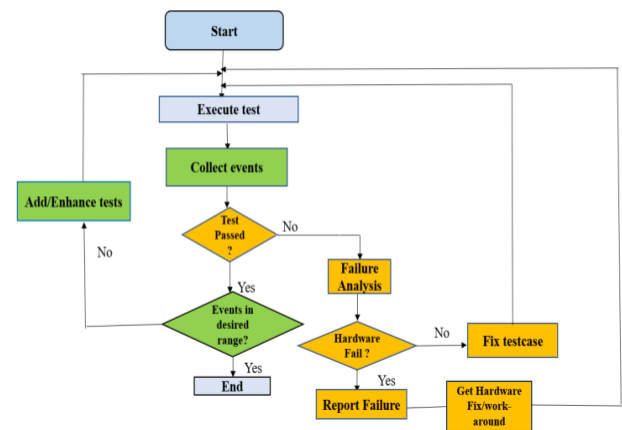 Start
Execute test
Collect events
Add/Enhance tests
Test
Passed
?
No
No
Failure
Analysis
Yes
Events in
desired
range?
Hardware
Fail ?
No
Fix testcase
Yes
End
Yes
Report Failure
Get Hardware
Fix/work-
around